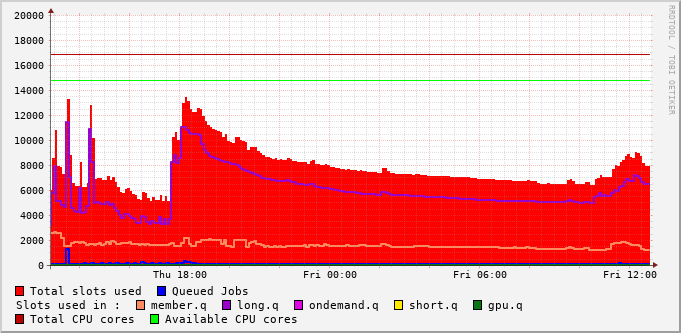 RRDTOOL / TOBI OETIKER
20000
18000
16000
14000
12000
10000
8000
6000
4000
2000
0
Thu 18:00 Fri 00:00 Fri 06:00 Fri 12:00
Total slots used Queued Jobs
Slots used in : member.q long.q ondemand.q short.q gpu.q
Total CPU cores Available CPU cores